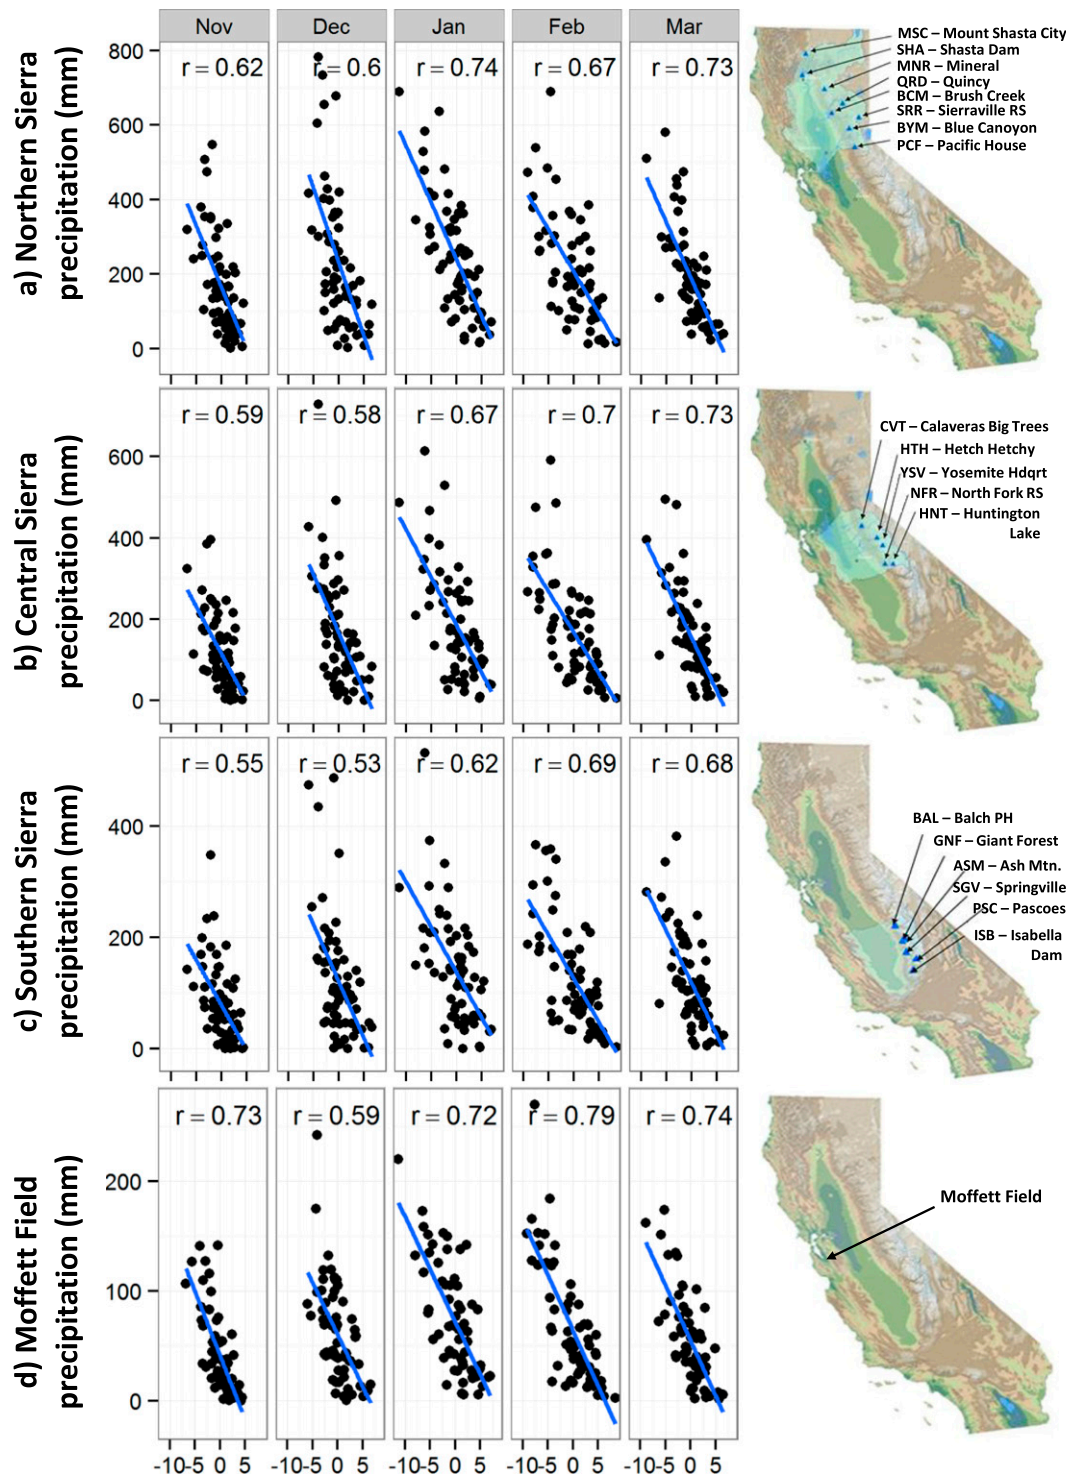 Nov Dec Jan Feb Mar
a) Northern Sierra
precipitation (mm)
800
600
400
200
0
r = 0.62 r = 0.6 r = 0.74 r = 0.67 r = 0.73
MSC – Mount Shasta City
SHA – Shasta Dam
MNR – Mineral
QRD – Quincy
BCM – Brush Creek
SRR – Sierraville RS
BYM – Blue Canoyon
PCF – Pacific House
b) Central Sierra
precipitation (mm)
600
400
200
0
r = 0.59 r = 0.58 r = 0.67 r = 0.7 r = 0.73
CVT – Calaveras Big Trees
HTH – Hetch Hetchy
YSV – Yosemite Hdqrt
NFR – North Fork RS
HNT – Huntington
Lake
c) Southern Sierra
precipitation (mm)
400
200
0
r = 0.55 r = 0.53 r = 0.62 r = 0.69 r = 0.68
BAL – Balch PH
GNF – Giant Forest
ASM – Ash Mtn.
SGV – Springville
PSC – Pascoes
ISB – Isabella
Dam
d) Moffett Field
precipitation (mm)
200
100
0
r = 0.73 r = 0.59 r = 0.72 r = 0.79 r = 0.74
Moffett Field
-10 -5 0 5 -10 -5 0 5 -10 -5 0 5 -10 -5 0 5 -10 -5 0 5